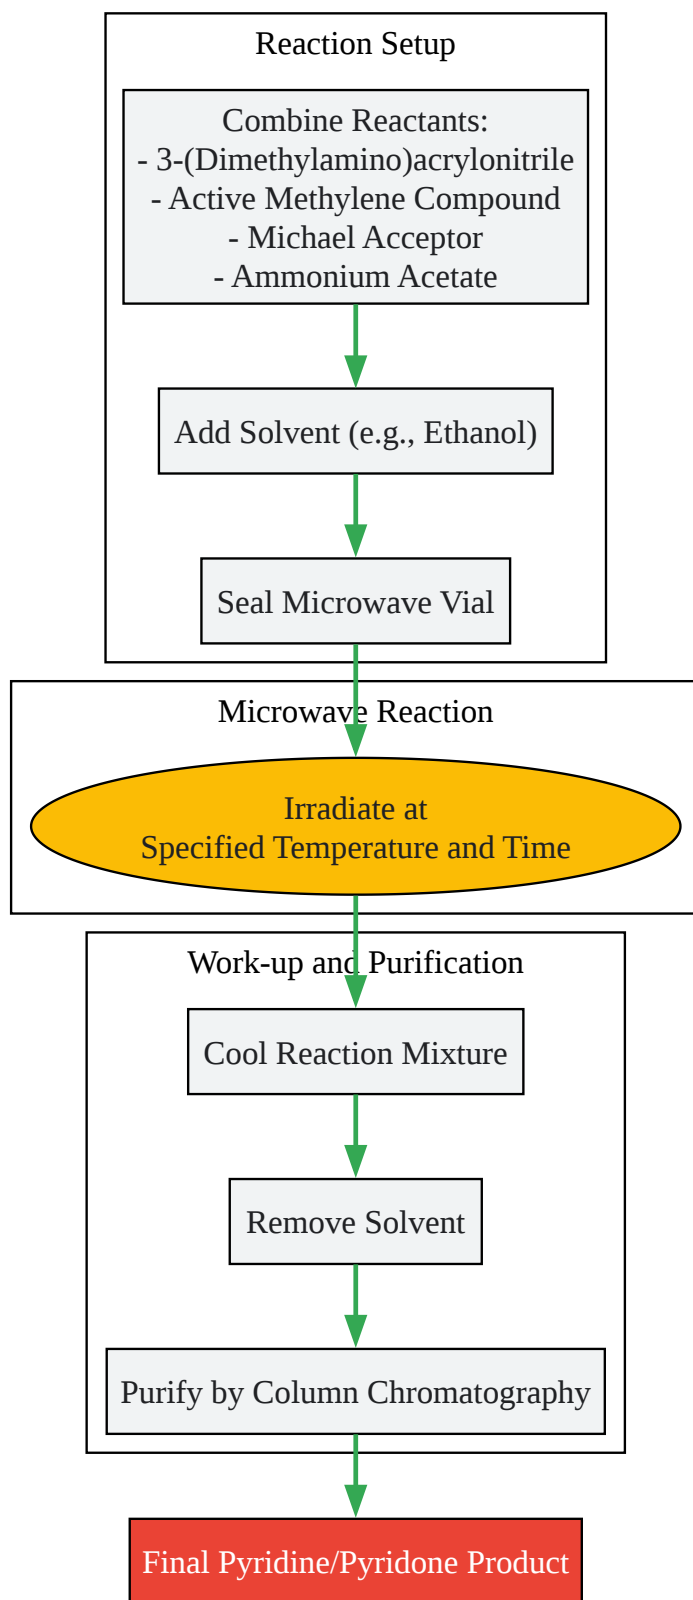 Reaction Setup
Combine Reactants:
- 3-(Dimethylamino)acrylonitrile
- Active Methylene Compound
- Michael Acceptor
- Ammonium Acetate
Add Solvent (e.g., Ethanol)
Seal Microwave Vial
Microwave Reaction
Irradiate at
Specified Temperature and Time
Work-up and Purification
Cool Reaction Mixture
Remove Solvent
Purify by Column Chromatography
Final Pyridine/Pyridone Product